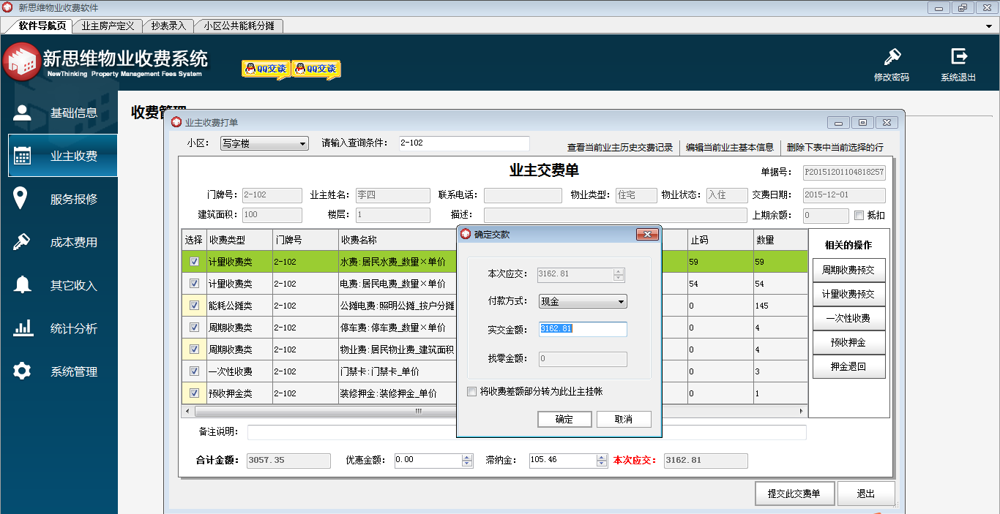 新思维物业收费软件
软件导航页 业主房产定义 抄表录入 小区公共能耗分摊
新思维物业收费系统
NewThinking Property Management Fees System
QQ交谈 QQ交谈
修改密码 系统退出
基础信息
业主收费
服务报修
成本费用
其它收入
统计分析
系统管理
收费管理
业主收费打单
小区： 写字楼 请输入查询条件： 2-102
查看当前业主历史交费记录 编辑当前业主基本信息 删除下表中当前选择的行
业主交费单 单据号： P20151201104818257
门牌号： 2-102 业主姓名： 李四 联系电话： 物业类型： 住宅 物业状态： 入住 交费日期： 2015-12-01
建筑面积： 100 楼层： 1 描述： 上期余额： 0 抵扣
选择 收费类型 门牌号 收费名称 止码 数量
计量收费类 2-102 水费:居民水费_数量×单价 59 59
计量收费类 2-102 电费:居民电费_数量×单价 54 54
能耗公摊类 2-102 公摊电费:照明公摊_按户分摊 0 145
周期收费类 2-102 停车费:停车费_数量×单价 0 4
周期收费类 2-102 物业费:居民物业费_建筑面积 0 4
一次性收费 2-102 门禁卡:门禁卡_单价 0 3
预收押金类 2-102 装修押金:装修押金_单价 0 1
相关的操作
周期收费预交
计量收费预交
一次性收费
预收押金
押金退回
确定交款
本次应交： 3162.81
付款方式： 现金
实交金额： 3162.81
找零金额： 0
将收费差额部分转为此业主挂帐
确定 取消
备注说明：
合计金额： 3057.35 优惠金额： 0.00 滞纳金： 105.46 本次应交： 3162.81
提交此交费单 退出